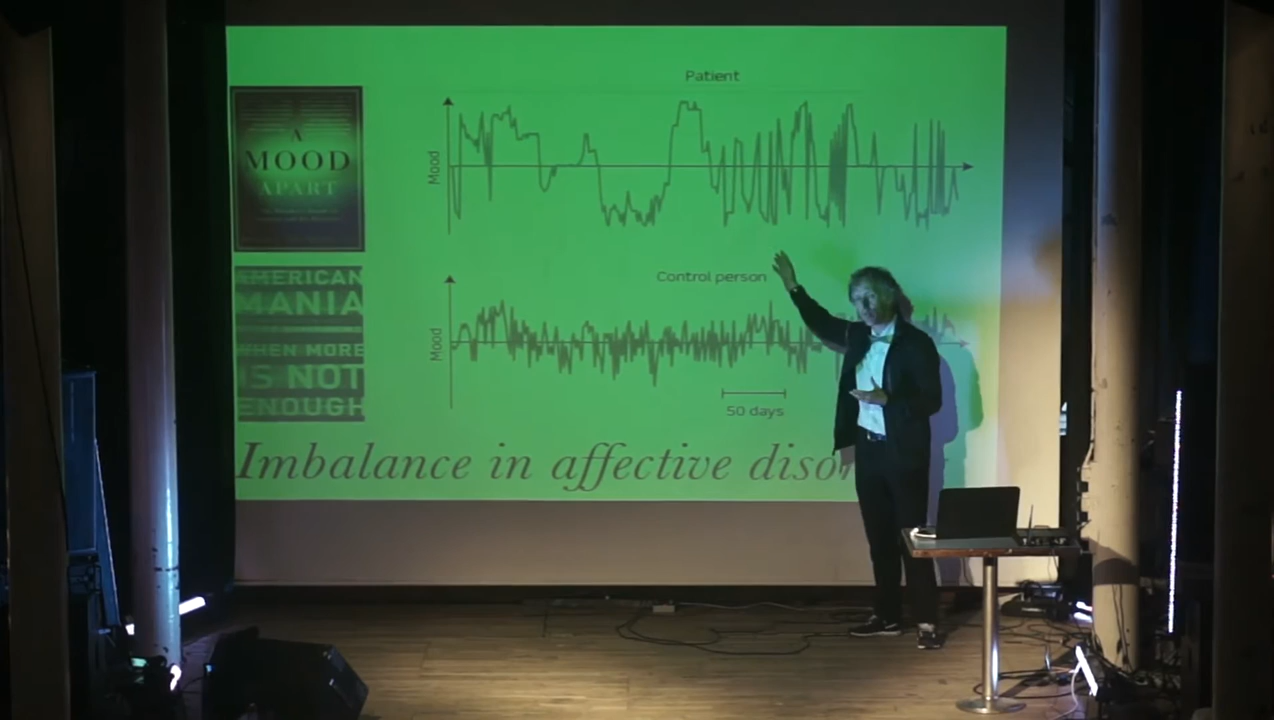 A
MOOD
APART
AMERICAN
MANIA
WHEN MORE
IS NOT
ENOUGH
Patient
Mood
Control person
Mood
50 days
Imbalance in affective disor